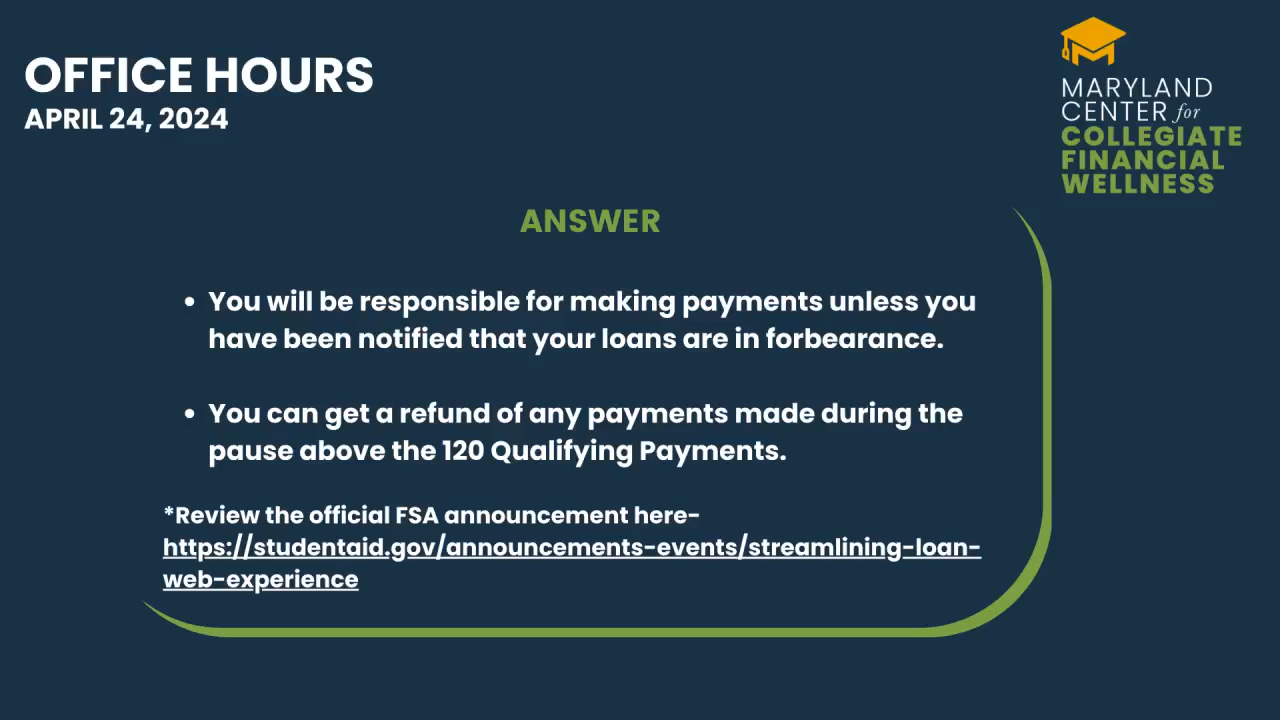 OFFICE HOURS
APRIL 24, 2024
MARYLAND
CENTER for
COLLEGIATE
FINANCIAL
WELLNESS
ANSWER
• You will be responsible for making payments unless you
have been notified that your loans are in forbearance.
• You can get a refund of any payments made during the
pause above the 120 Qualifying Payments.
*Review the official FSA announcement here-
https://studentaid.gov/announcements-events/streamlining-loan-
web-experience